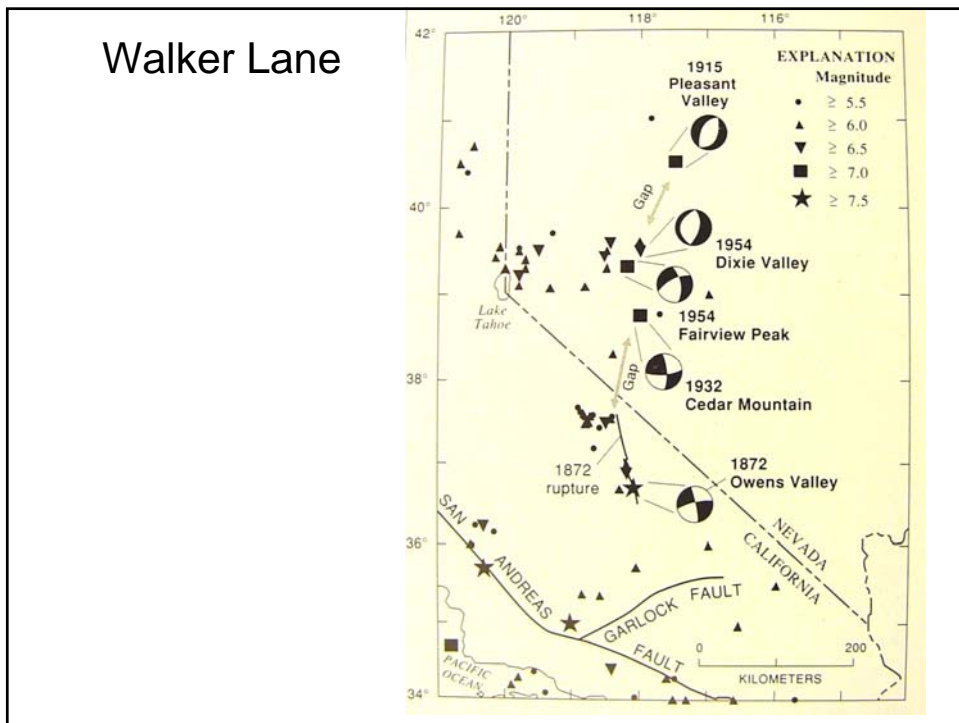 Walker Lane
120°
118°
116°
42°
40°
38°
36°
34°
EXPLANATION
Magnitude
≥ 5.5
≥ 6.0
≥ 6.5
≥ 7.0
≥ 7.5
1915
Pleasant
Valley
Gap
1954
Dixie Valley
Lake
Tahoe
1954
Fairview Peak
Gap
1932
Cedar Mountain
1872
rupture
1872
Owens Valley
SAN ANDREAS FAULT
GARLOCK FAULT
NEVADA
CALIFORNIA
PACIFIC
OCEAN
0 200
KILOMETERS